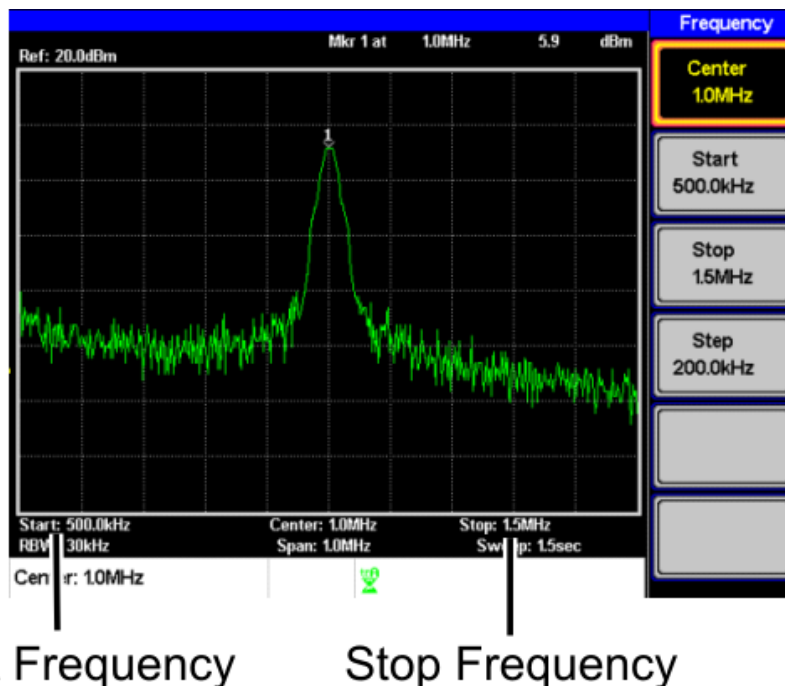 Frequency
Mkr 1 at 1.0MHz 5.9 dBm
Ref: 20.0dBm
Center
1.0MHz
1
Start
500.0kHz
Stop
1.5MHz
Step
200.0kHz
Start: 500.0kHz Center: 1.0MHz Stop: 1.5MHz
30kHz Span: 1.0MHz 1.5sec
1.0MHz
Frequency Stop Frequency